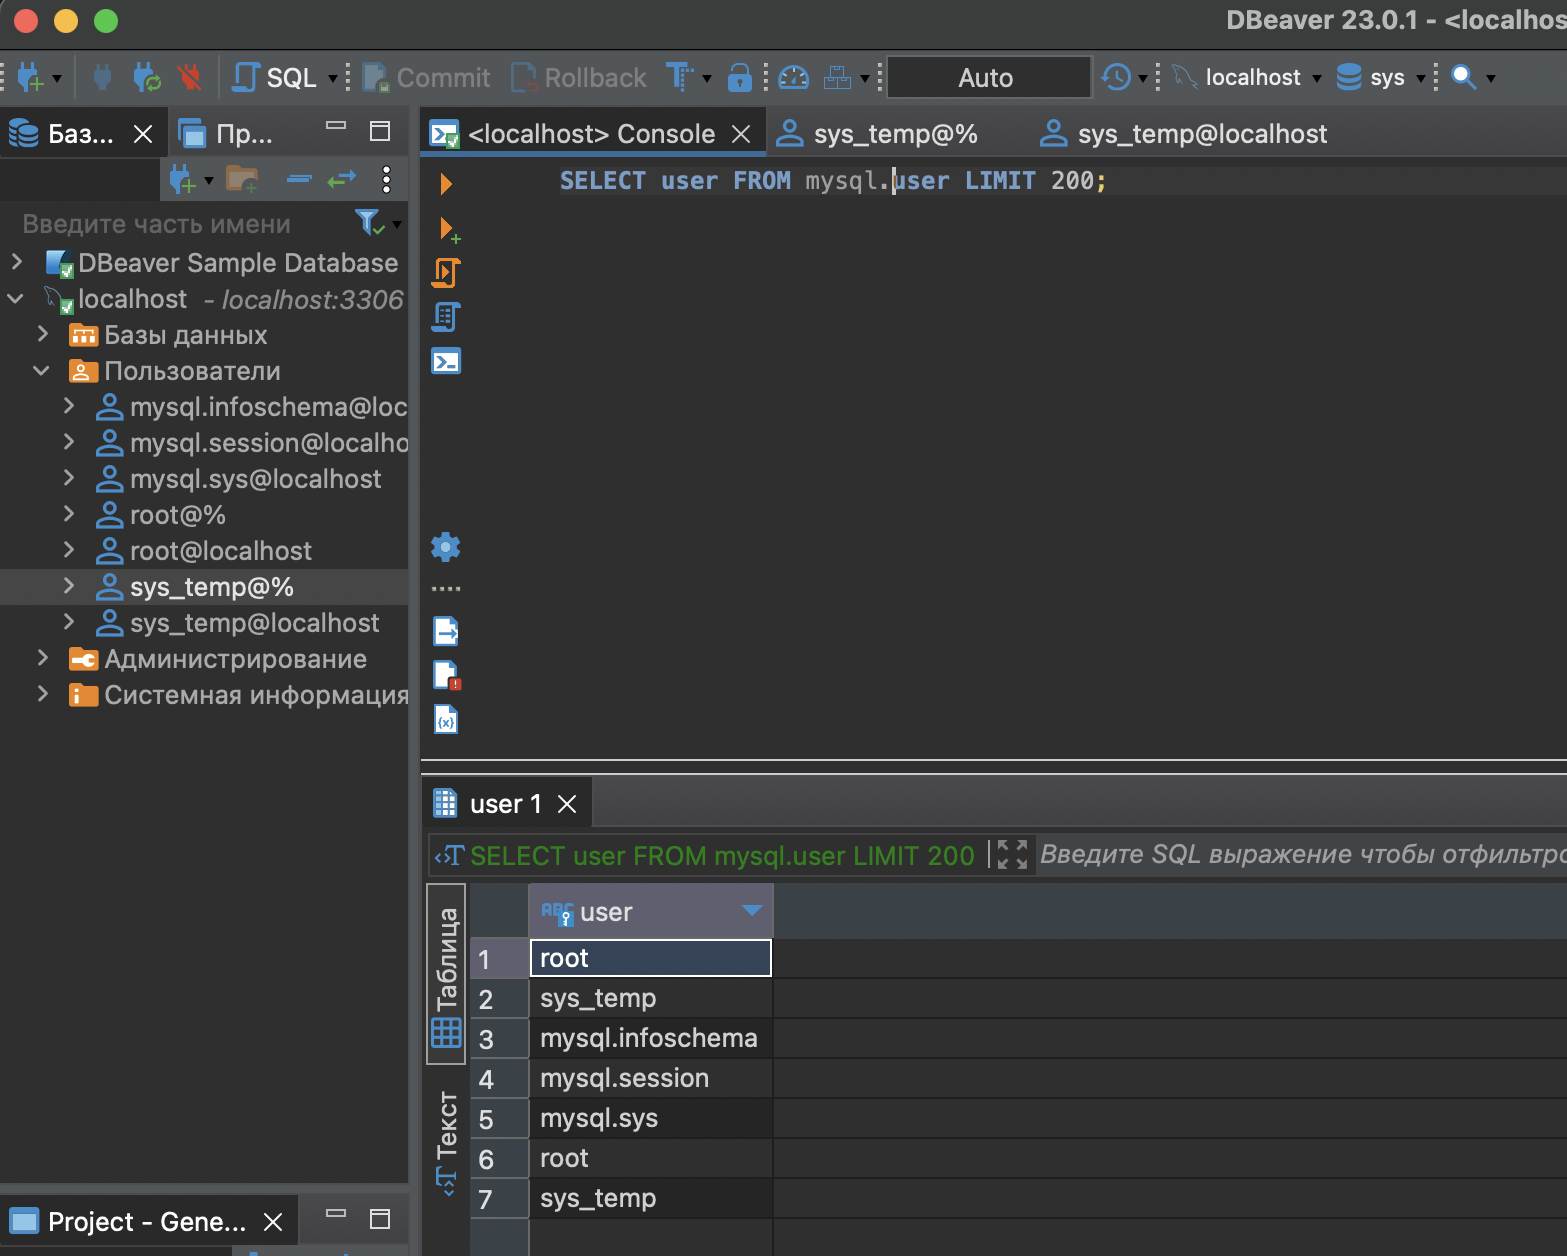 DBeaver 23.0.1 - <localhos
SQL Commit Rollback Auto localhost sys
Баз... Пр...
<localhost> Console sys_temp@% sys_temp@localhost
SELECT user FROM mysql.user LIMIT 200;
Введите часть имени
DBeaver Sample Database
localhost - localhost:3306
Базы данных
Пользователи
mysql.infoschema@loc
mysql.session@localho
mysql.sys@localhost
root@%
root@localhost
sys_temp@%
sys_temp@localhost
Администрирование
Системная информация
user 1
SELECT user FROM mysql.user LIMIT 200 Введите SQL выражение чтобы отфильтро
Таблица
Текст
ABC user
1 root
2 sys_temp
3 mysql.infoschema
4 mysql.session
5 mysql.sys
6 root
7 sys_temp
Project - Gene...